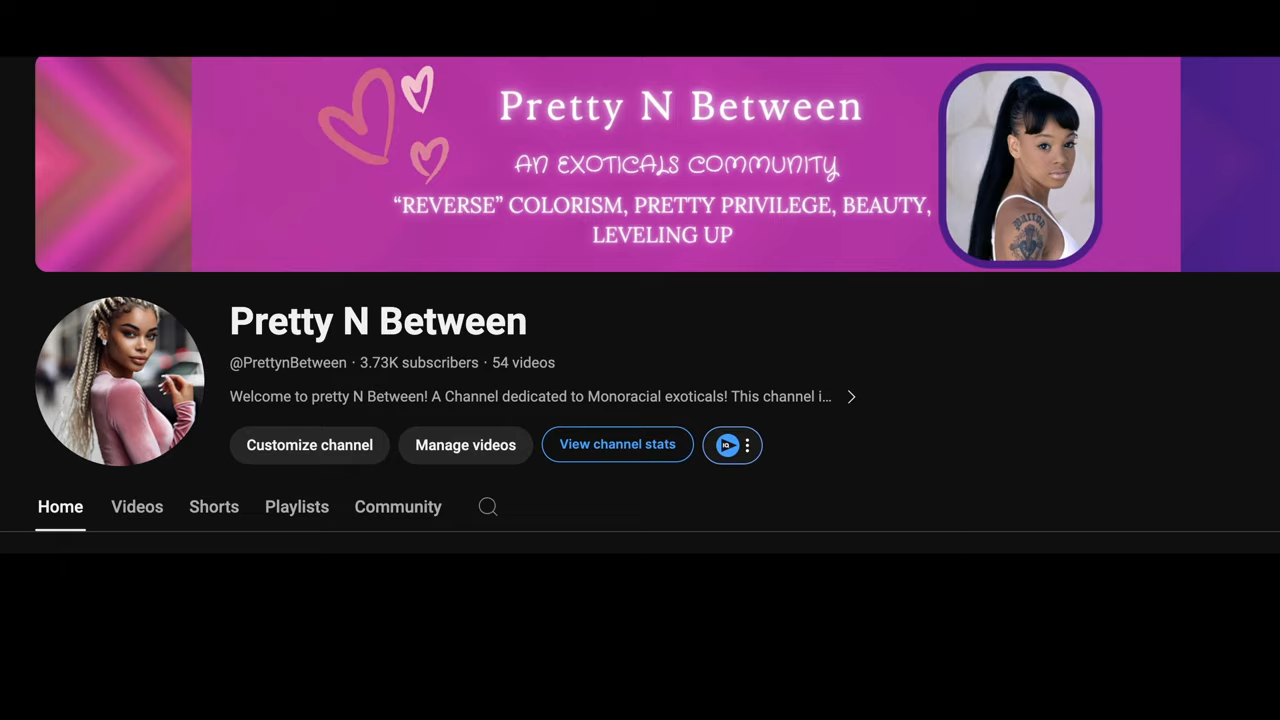 Pretty N Between
AN EXOTICALS COMMUNITY
“REVERSE” COLORISM, PRETTY PRIVILEGE, BEAUTY,
LEVELING UP
Pretty N Between
@PrettynBetween · 3.73K subscribers · 54 videos
Welcome to pretty N Between! A Channel dedicated to Monoracial exoticals! This channel i...
Customize channel Manage videos View channel stats IQ
Home Videos Shorts Playlists Community